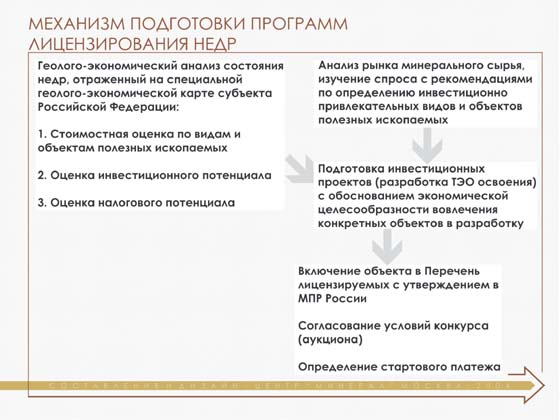 МЕХАНИЗМ ПОДГОТОВКИ ПРОГРАММ
ЛИЦЕНЗИРОВАНИЯ НЕДР
Геолого-экономический анализ состояния
недр, отраженный на специальной
геолого-экономической карте субъекта
Российской Федерации:
1. Стоимостная оценка по видам и
объектам полезных ископаемых
2. Оценка инвестиционного потенциала
3. Оценка налогового потенциала
Анализ рынка минерального сырья,
изучение спроса с рекомендациями
по определению инвестиционно
привлекательных видов и объектов
полезных ископаемых
Подготовка инвестиционных
проектов (разработка ТЭО освоения)
с обоснованием экономической
целесообразности вовлечения
конкретных объектов в разработку
Включение объекта в Перечень
лицензируемых с утверждением в
МПР России
Согласование условий конкурса
(аукциона)
Определение стартового платежа
СОСТАВЛЕНИЕ И ДИЗАЙН: ЦЕНТР "МИНЕРАЛ" МОСКВА, 2004